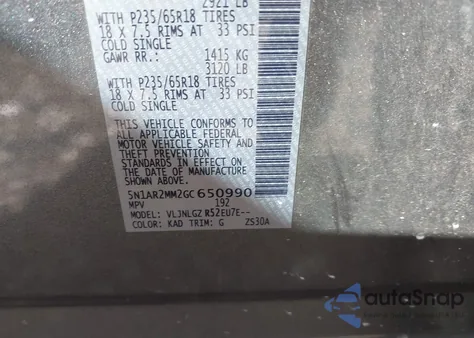 2921 LB
WITH P235/65R18 TIRES
18 X 7.5 RIMS AT 33 PSI
COLD SINGLE
GAWR RR.: 1415 KG
3120 LB
WITH P235/65R18 TIRES
18 X 7.5 RIMS AT 33 PSI
COLD SINGLE
THIS VEHICLE CONFORMS TO
ALL APPLICABLE FEDERAL
MOTOR VEHICLE SAFETY AND
THEFT PREVENTION
STANDARDS IN EFFECT ON
THE DATE OF MANUFACTURE
SHOWN ABOVE.
5N1AR2MM2GC650990
MPV 192
MODEL: VLJNLGZ R52EU7E--
COLOR: KAD TRIM: G ZS30A
autoSnap